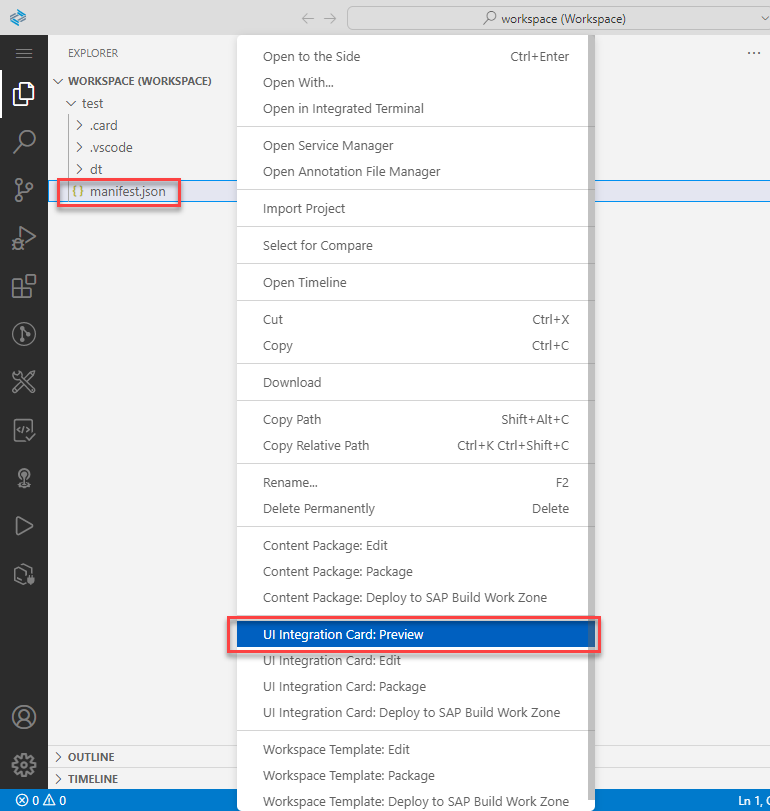 workspace (Workspace)
EXPLORER
WORKSPACE (WORKSPACE)
test
.card
.vscode
dt
{} manifest.json
Open to the Side Ctrl+Enter
Open With...
Open in Integrated Terminal
Open Service Manager
Open Annotation File Manager
Import Project
Select for Compare
Open Timeline
Cut Ctrl+X
Copy Ctrl+C
Download
Copy Path Shift+Alt+C
Copy Relative Path Ctrl+K Ctrl+Shift+C
Rename... F2
Delete Permanently Delete
Content Package: Edit
Content Package: Package
Content Package: Deploy to SAP Build Work Zone
UI Integration Card: Preview
UI Integration Card: Edit
UI Integration Card: Package
UI Integration Card: Deploy to SAP Build Work Zone
Workspace Template: Edit
Workspace Template: Package
Workspace Template: Deploy to SAP Build Work Zone
OUTLINE
TIMELINE
0 0
Ln 1, C